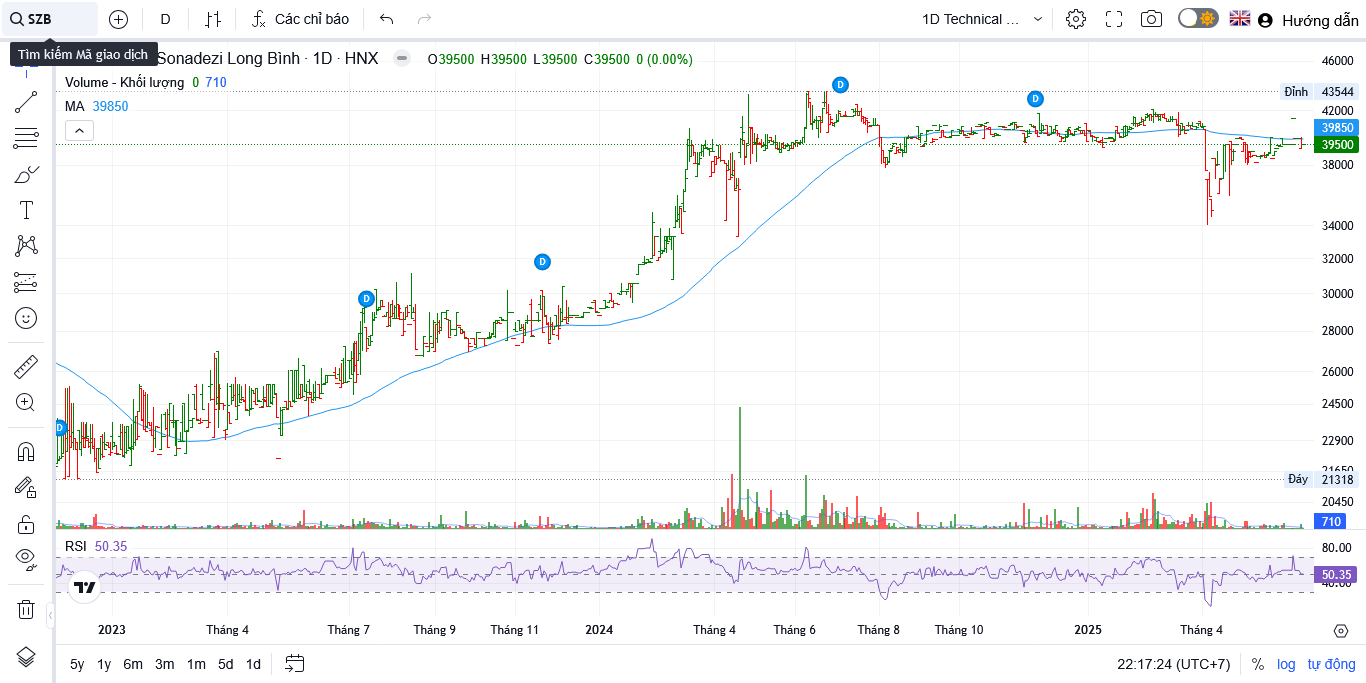 SZB
D
Các chỉ báo
1D Technical ...
Hướng dẫn
Tìm kiếm Mã giao dịch
Sonadezi Long Bình · 1D · HNX
O39500 H39500 L39500 C39500 0 (0.00%)
Volume - Khối lượng 0 710
MA 39850
46000
Đỉnh 43544
42000
39850
39500
38000
34000
32000
30000
28000
26000
24500
22900
21650
Đáy 21318
20450
710
D
D
D
D
D
RSI 50.35
80.00
50.35
40.00
2023
Tháng 4
Tháng 7
Tháng 9
Tháng 11
2024
Tháng 4
Tháng 6
Tháng 8
Tháng 10
2025
Tháng 4
5y 1y 6m 3m 1m 5d 1d
22:17:24 (UTC+7)
% log tự động